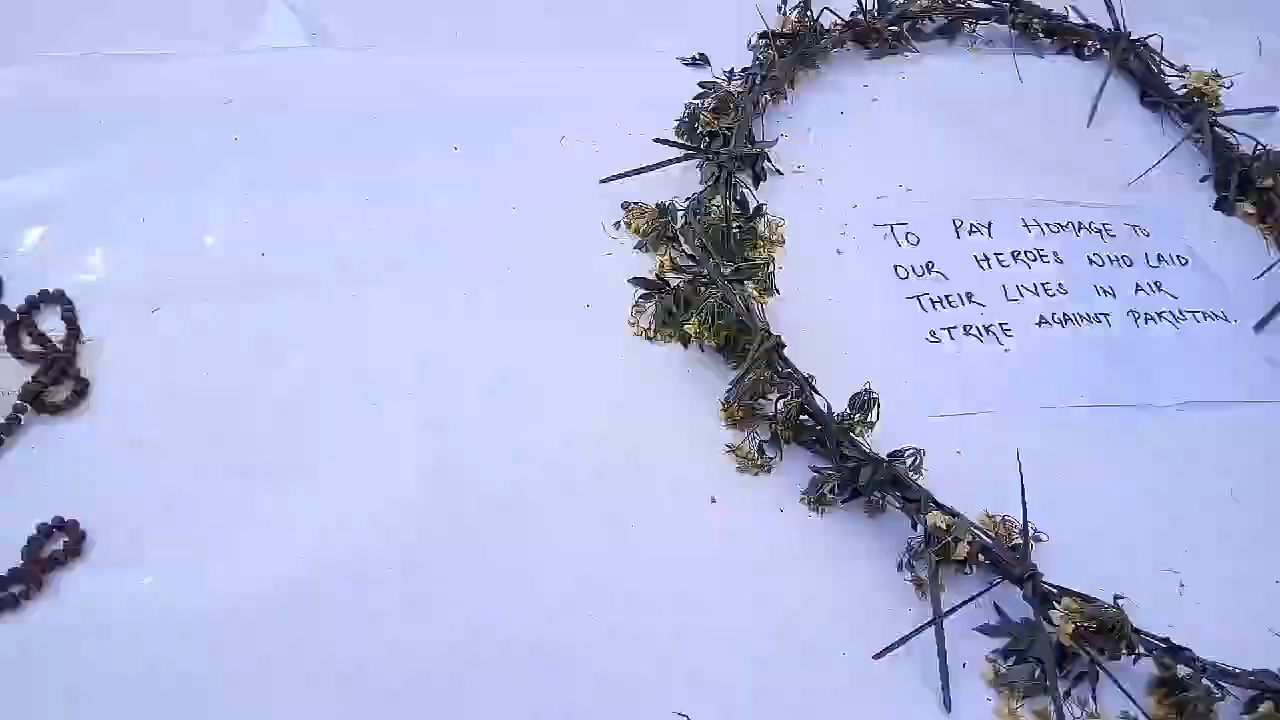 TO PAY HOMAGE TO
OUR HEROES WHO LAID
THEIR LIVES IN AIR
STRIKE AGAINST PAKISTAN.